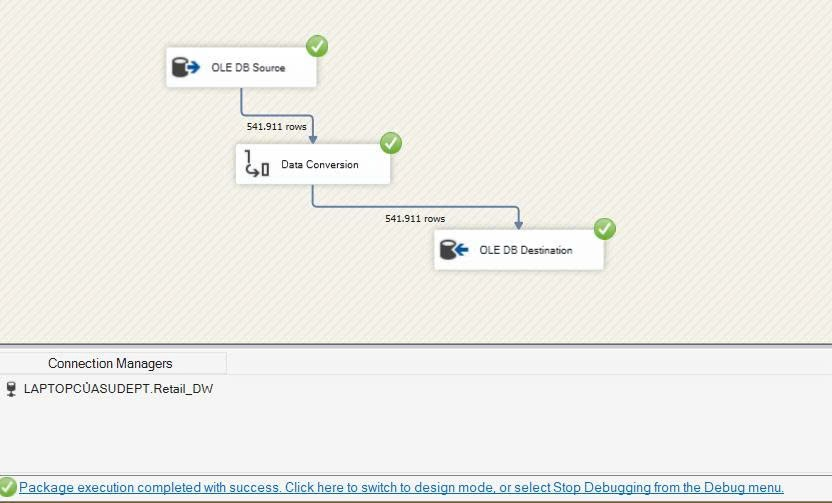 OLE DB Source
541.911 rows
Data Conversion
541.911 rows
OLE DB Destination
Connection Managers
LAPTOPCỦASUDEPT.Retail_DW
Package execution completed with success. Click here to switch to design mode, or select Stop Debugging from the Debug menu.